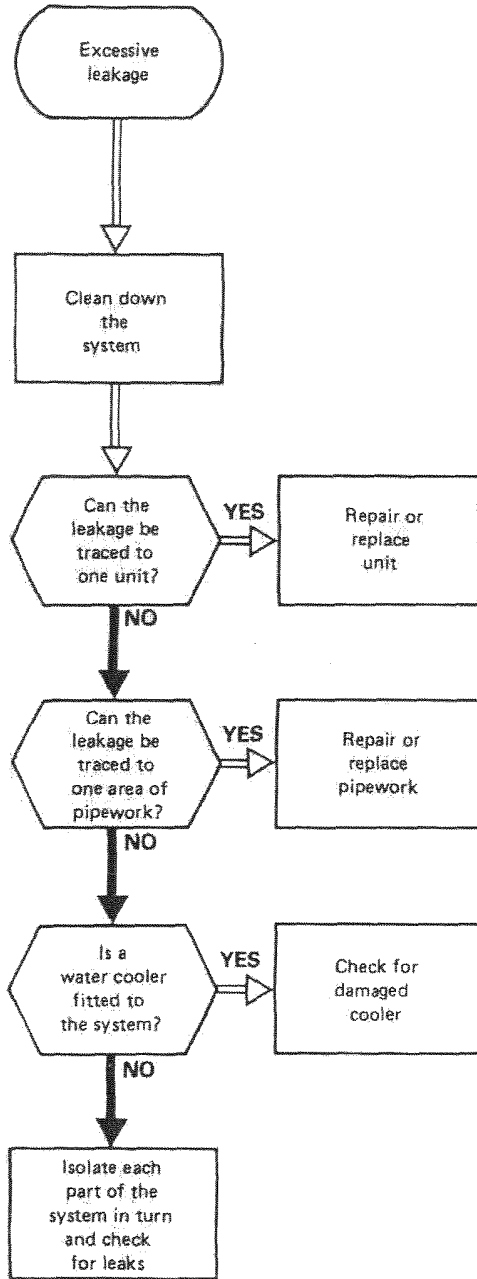 Excessive
leakage
Clean down
the
system
Can the
leakage be
traced to
one unit?
YES
Repair or
replace
unit
NO
Can the
leakage be
traced to
one area of
pipework?
YES
Repair or
replace
pipework
NO
Is a
water cooler
fitted to
the system?
YES
Check for
damaged
cooler
NO
Isolate each
part of the
system in turn
and check
for leaks